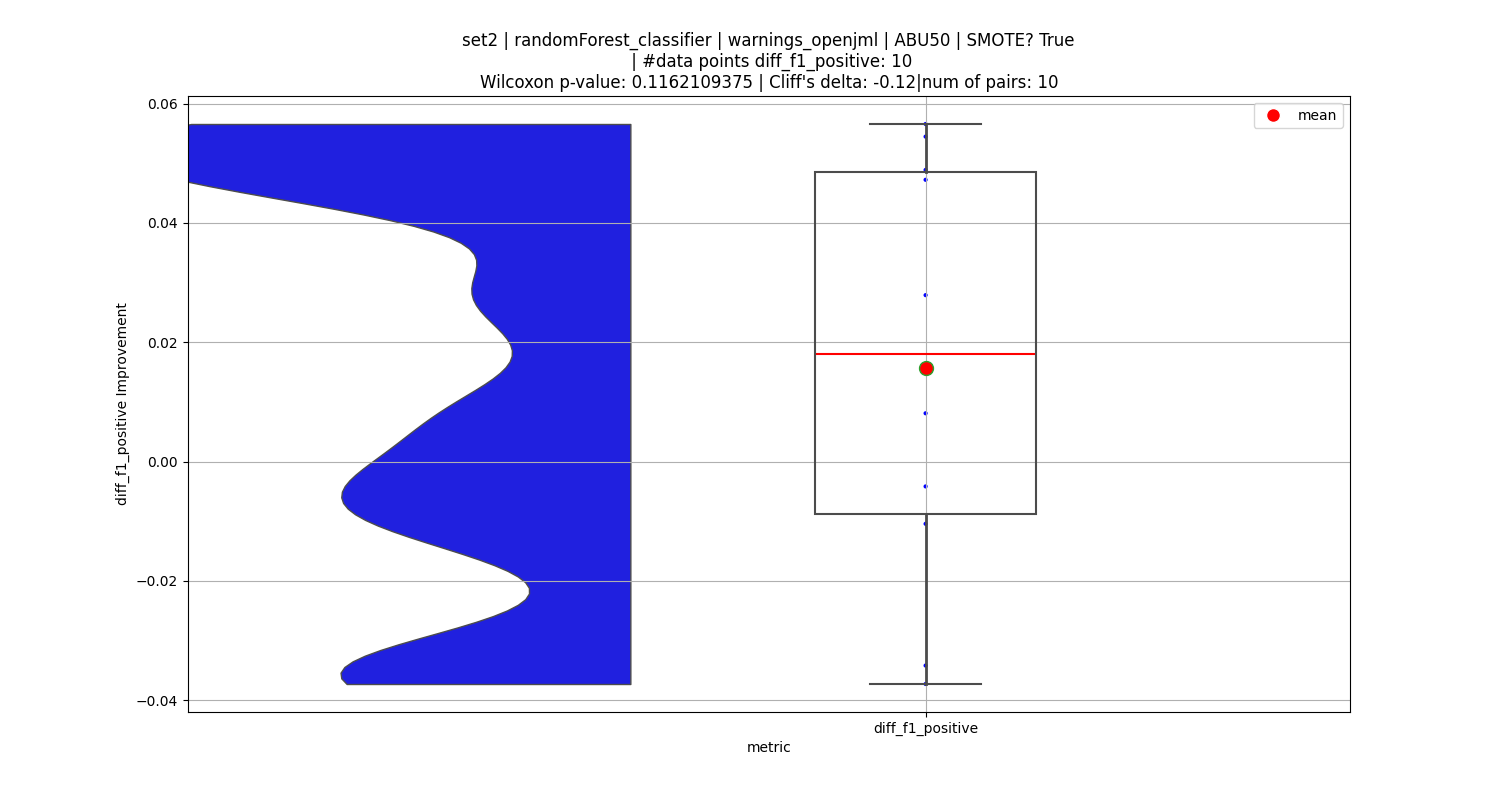 set2 | randomForest_classifier | warnings_openjml | ABU50 | SMOTE? True
| #data points diff_f1_positive: 10
Wilcoxon p-value: 0.1162109375 | Cliff's delta: -0.12|num of pairs: 10
mean
0.06
0.04
0.02
0.00
−0.02
−0.04
diff_f1_positive Improvement
diff_f1_positive
metric